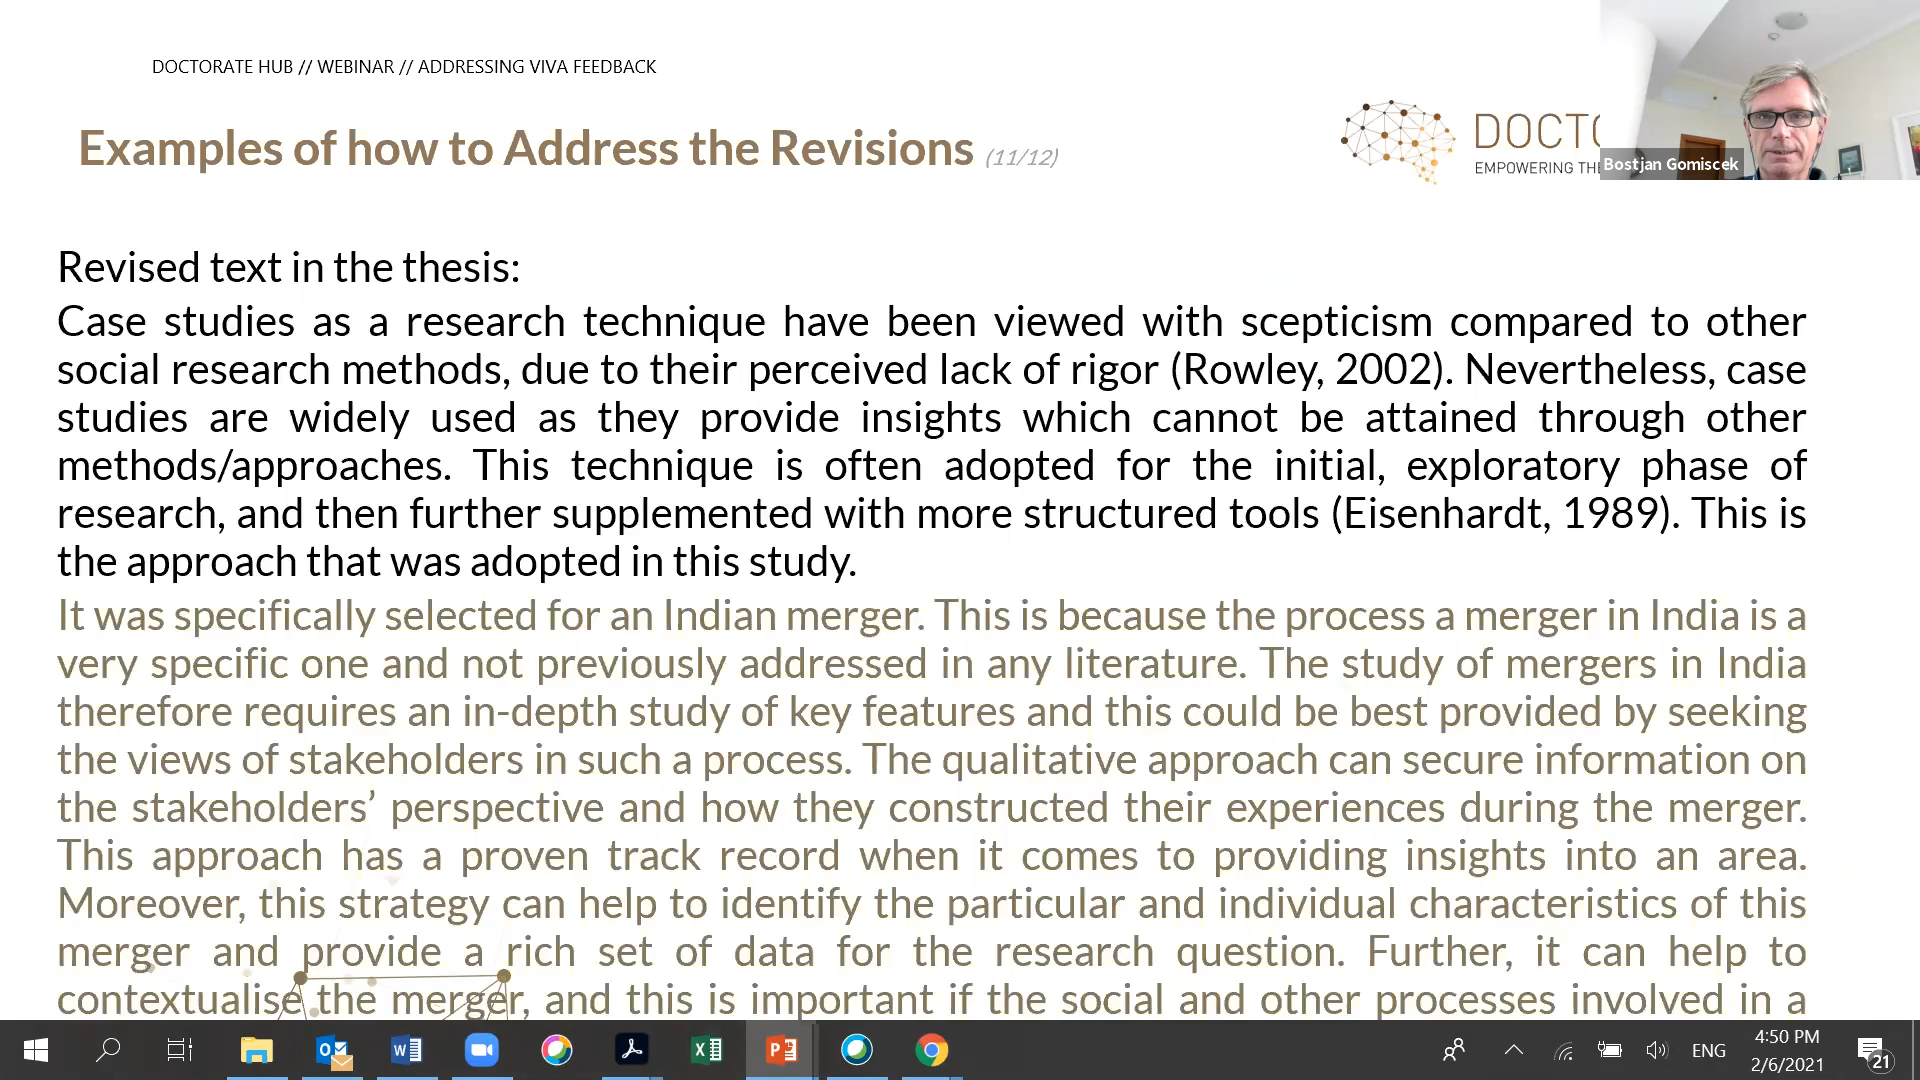 DOCTORATE HUB // WEBINAR // ADDRESSING VIVA FEEDBACK
Examples of how to Address the Revisions (11/12)
DOCTO
EMPOWERING THE
Bostjan Gomiscek
Revised text in the thesis:
Case studies as a research technique have been viewed with scepticism compared to other
social research methods, due to their perceived lack of rigor (Rowley, 2002). Nevertheless, case
studies are widely used as they provide insights which cannot be attained through other
methods/approaches. This technique is often adopted for the initial, exploratory phase of
research, and then further supplemented with more structured tools (Eisenhardt, 1989). This is
the approach that was adopted in this study.
It was specifically selected for an Indian merger. This is because the process a merger in India is a
very specific one and not previously addressed in any literature. The study of mergers in India
therefore requires an in-depth study of key features and this could be best provided by seeking
the views of stakeholders in such a process. The qualitative approach can secure information on
the stakeholders’ perspective and how they constructed their experiences during the merger.
This approach has a proven track record when it comes to providing insights into an area.
Moreover, this strategy can help to identify the particular and individual characteristics of this
merger and provide a rich set of data for the research question. Further, it can help to
contextualise the merger, and this is important if the social and other processes involved in a
ENG
4:50 PM
2/6/2021
21